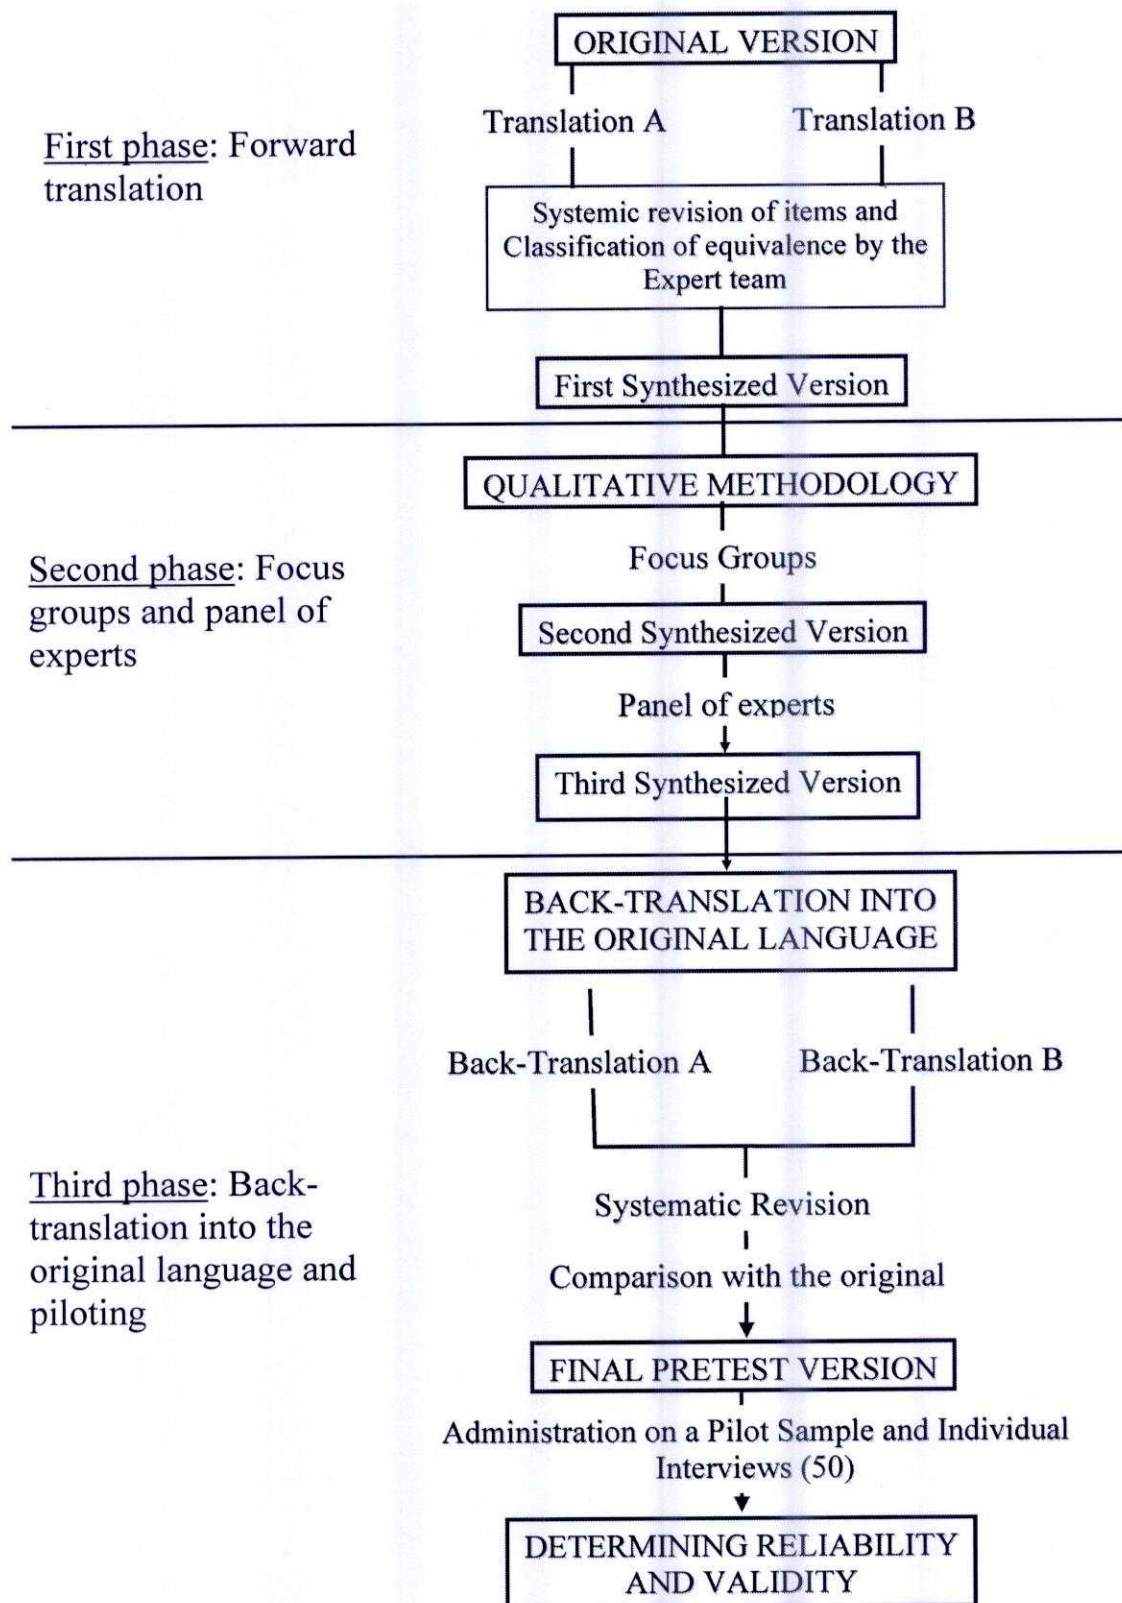 ORIGINAL VERSION
Translation A
Translation B
First phase: Forward
translation
Systemic revision of items and
Classification of equivalence by the
Expert team
First Synthesized Version
QUALITATIVE METHODOLOGY
Focus Groups
Second phase: Focus
groups and panel of
experts
Second Synthesized Version
Panel of experts
Third Synthesized Version
BACK-TRANSLATION INTO
THE ORIGINAL LANGUAGE
Back-Translation A
Back-Translation B
Third phase: Back-
translation into the
original language and
piloting
Systematic Revision
Comparison with the original
FINAL PRETEST VERSION
Administration on a Pilot Sample and Individual
Interviews (50)
DETERMINING RELIABILITY
AND VALIDITY